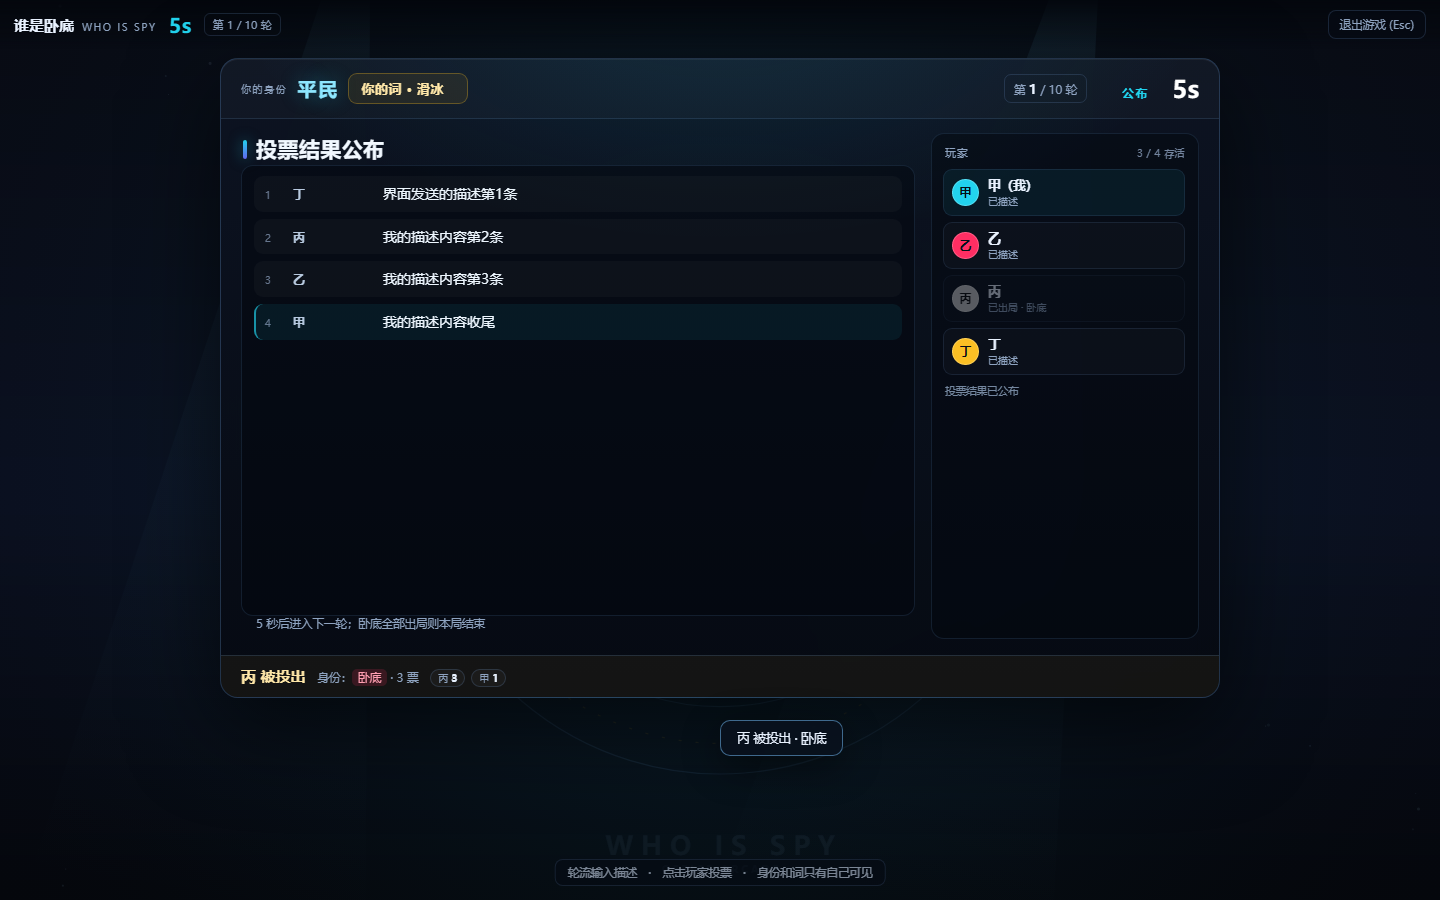 谁是卧底 WHO IS SPY 5s 第 1 / 10 轮
退出游戏 (Esc)
你的身份 平民 你的词 • 滑冰
第 1 / 10 轮 公布 5s
投票结果公布
1 丁 界面发送的描述第1条
2 丙 我的描述内容第2条
3 乙 我的描述内容第3条
4 甲 我的描述内容收尾
5 秒后进入下一轮；卧底全部出局则本局结束
玩家 3 / 4 存活
甲 甲 (我)
已描述
乙 乙
已描述
丙 丙
已出局 · 卧底
丁 丁
已描述
投票结果已公布
丙 被投出 身份： 卧底 · 3 票 丙 3 甲 1
丙 被投出 · 卧底
WHO IS SPY
轮流输入描述 · 点击玩家投票 · 身份和词只有自己可见